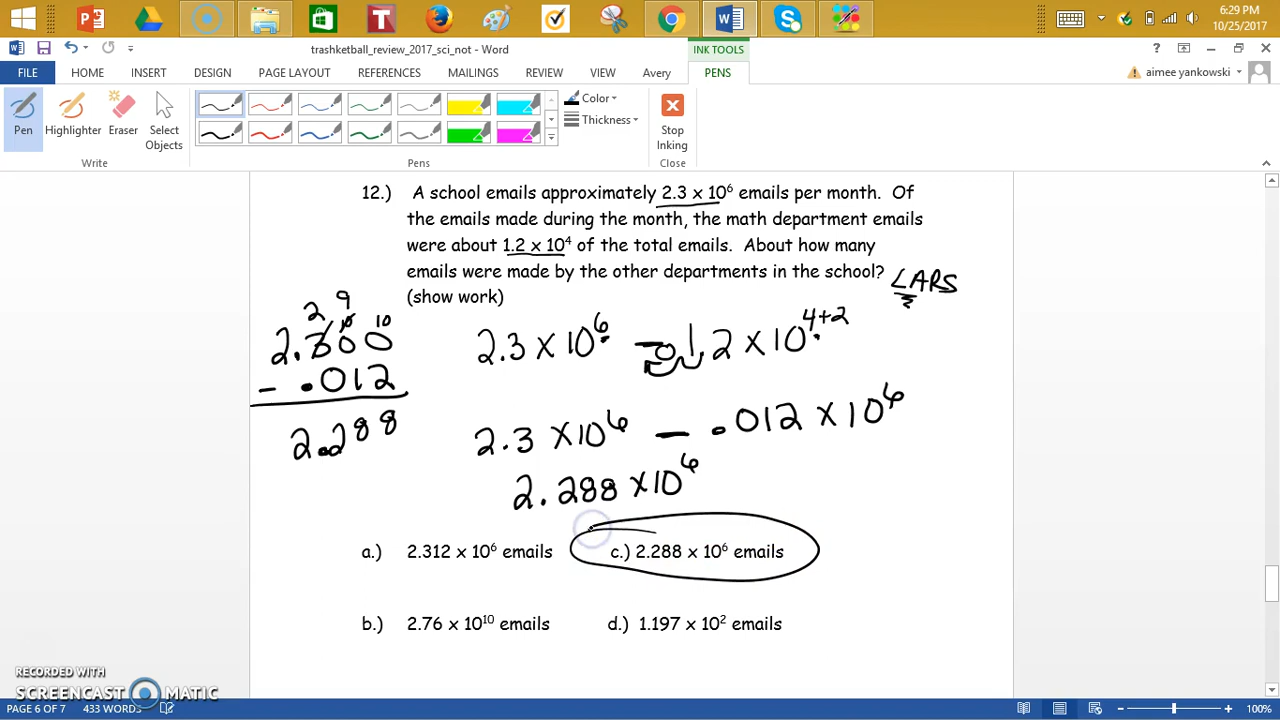 6:29 PM
10/25/2017
trashketball_review_2017_sci_not - Word
INK TOOLS
FILE HOME INSERT DESIGN PAGE LAYOUT REFERENCES MAILINGS REVIEW VIEW Avery PENS
aimee yankowski
Pen Highlighter Eraser Select Objects
Color
Thickness
Stop Inking
Write Pens Close
12.) A school emails approximately 2.3 x 10⁶ emails per month. Of
the emails made during the month, the math department emails
were about 1.2 x 10⁴ of the total emails. About how many
emails were made by the other departments in the school?
LARS
(show work)
2 9
10 10
2.300
- .012
2.288
2.3 x 10⁶ - 1.2 x 10⁴⁺²
2.3 x 10⁶ - .012 x 10⁶
2.288 x 10⁶
a.) 2.312 x 10⁶ emails c.) 2.288 x 10⁶ emails
b.) 2.76 x 10¹⁰ emails d.) 1.197 x 10² emails
RECORDED WITH
SCREENCAST MATIC
PAGE 6 OF 7 433 WORDS 100%